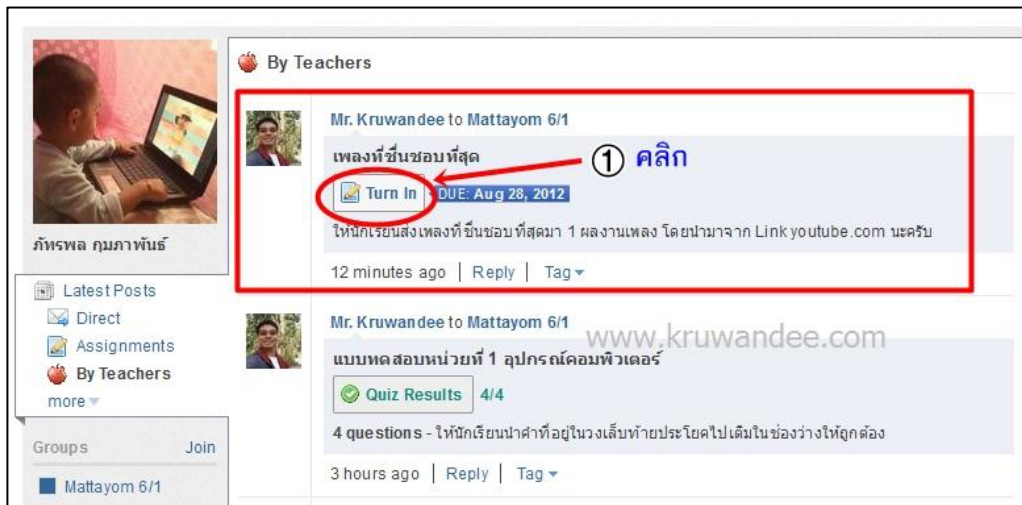 By Teachers
Mr. Kruwandee to Mattayom 6/1
เพลงที่ชื่นชอบที่สุด
① คลิก
Turn In
DUE: Aug 28, 2012
ให้นักเรียนส่งเพลงที่ชื่นชอบที่สุดมา 1 ผลงานเพลง โดยนำมาจาก Link youtube.com นะครับ
12 minutes ago | Reply | Tag
ภัทรพล กุมภาพันธ์
Latest Posts
Direct
Assignments
By Teachers
more
Groups Join
Mattayom 6/1
Mr. Kruwandee to Mattayom 6/1
www.kruwandee.com
แบบทดสอบหน่วยที่ 1 อุปกรณ์คอมพิวเตอร์
Quiz Results 4/4
4 questions - ให้นักเรียนนำคำที่อยู่ในวงเล็บท้ายประโยคไปเติมในช่องว่างให้ถูกต้อง
3 hours ago | Reply | Tag